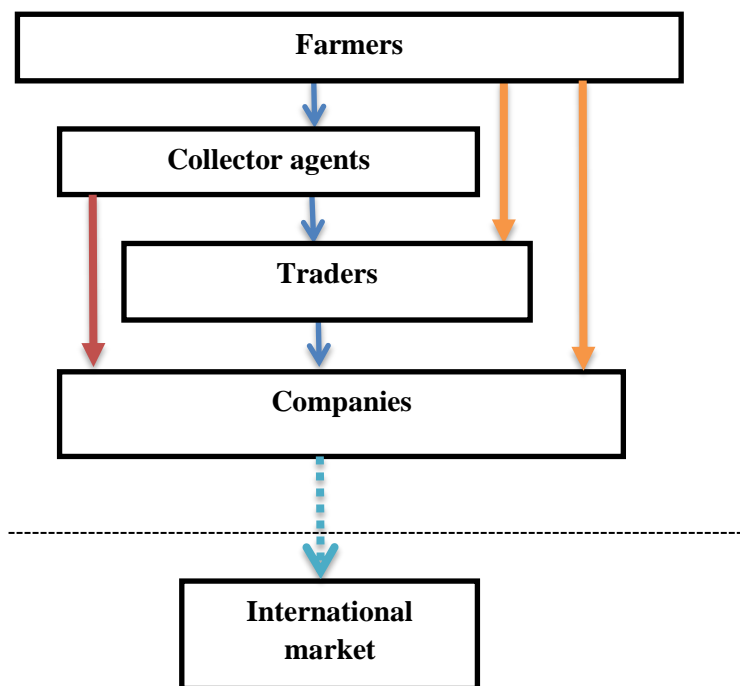 Farmers
Collector agents
Traders
Companies
International
market